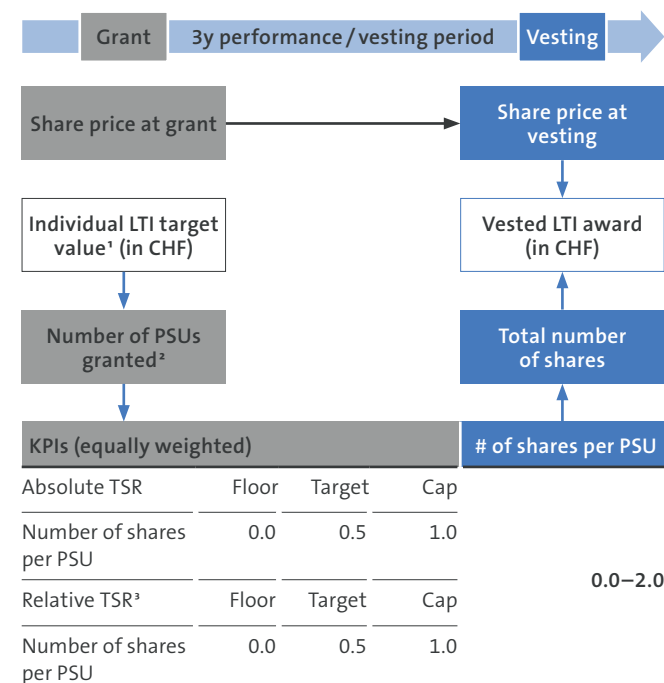 Grant 3y performance / vesting period Vesting
Share price at grant
Share price at
vesting
Individual LTI target
value¹ (in CHF)
Vested LTI award
(in CHF)
Number of PSUs
granted²
Total number
of shares
KPIs (equally weighted) # of shares per PSU
Absolute TSR Floor Target Cap
Number of shares 0.0 0.5 1.0
per PSU
0.0–2.0
Relative TSR³ Floor Target Cap
Number of shares 0.0 0.5 1.0
per PSU